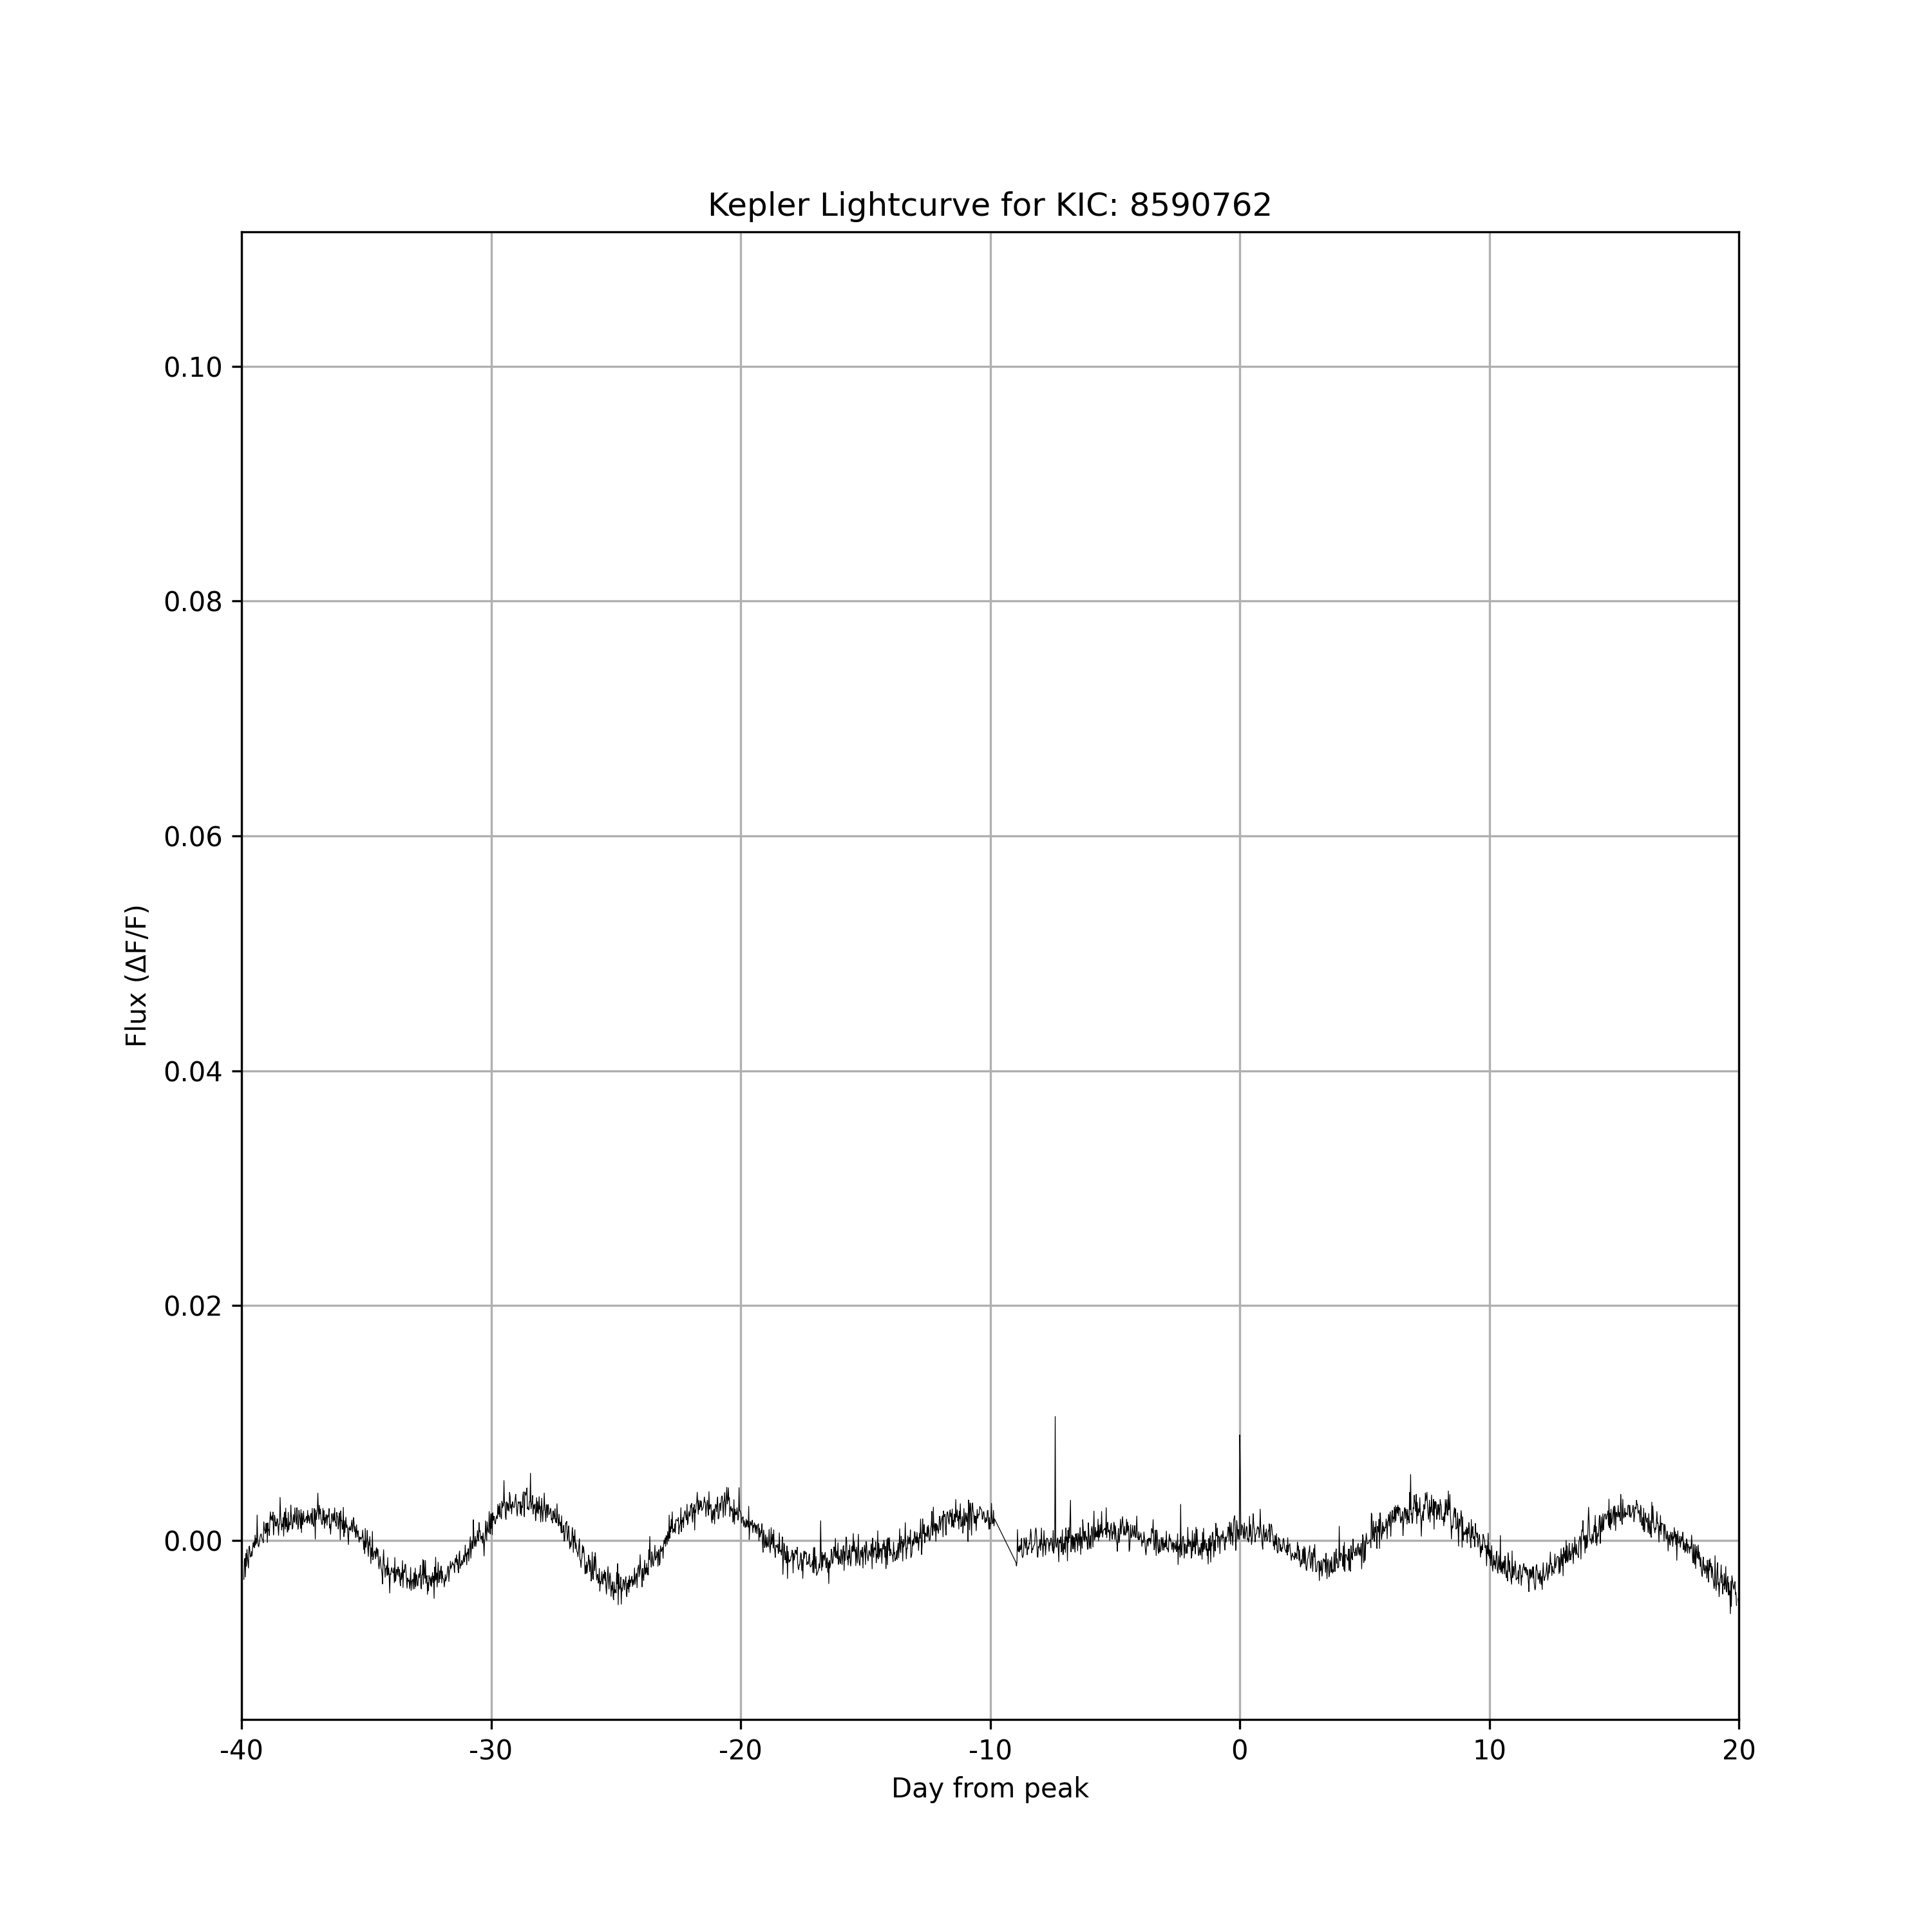 Kepler Lightcurve for KIC: 8590762
Flux (ΔF/F)
0.10
0.08
0.06
0.04
0.02
0.00
-40 -30 -20 -10 0 10 20
Day from peak